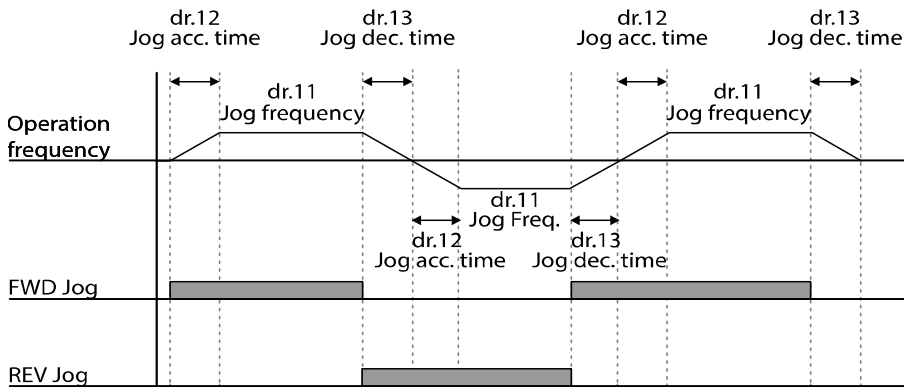 dr.12
Jog acc. time
dr.13
Jog dec. time
dr.12
Jog acc. time
dr.13
Jog dec. time
dr.11
Jog frequency
dr.11
Jog frequency
Operation
frequency
dr.11
Jog Freq.
dr.12
Jog acc. time
dr.13
Jog dec. time
FWD Jog
REV Jog